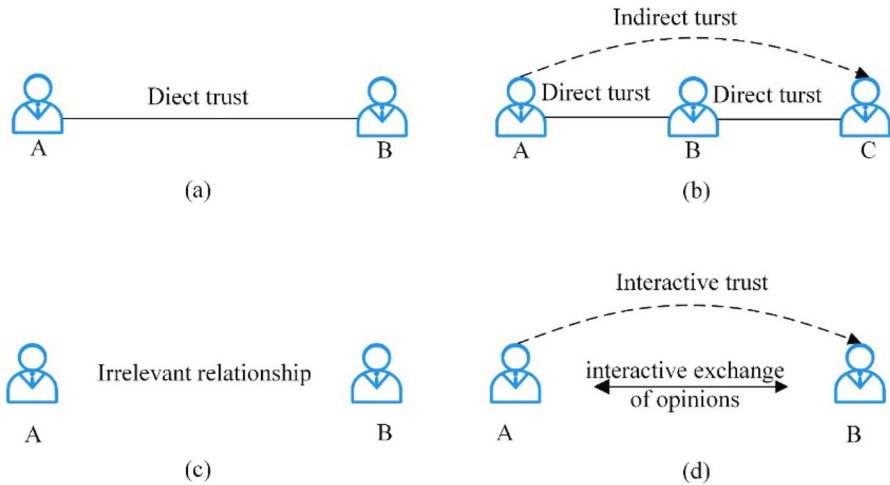 Diect trust
A
B
(a)
Indirect turst
Direct turst
Direct turst
A
B
C
(b)
Irrelevant relationship
A
B
(c)
Interactive trust
interactive exchange
of opinions
A
B
(d)